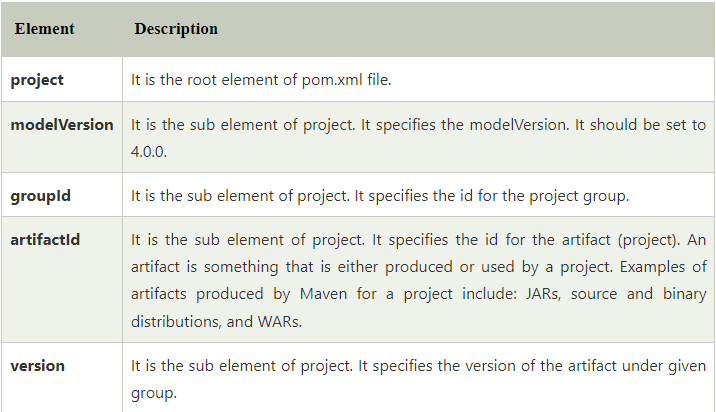 Element Description
project It is the root element of pom.xml file.
modelVersion It is the sub element of project. It specifies the modelVersion. It should be set to
4.0.0.
groupId It is the sub element of project. It specifies the id for the project group.
artifactId It is the sub element of project. It specifies the id for the artifact (project). An
artifact is something that is either produced or used by a project. Examples of
artifacts produced by Maven for a project include: JARs, source and binary
distributions, and WARs.
version It is the sub element of project. It specifies the version of the artifact under given
group.